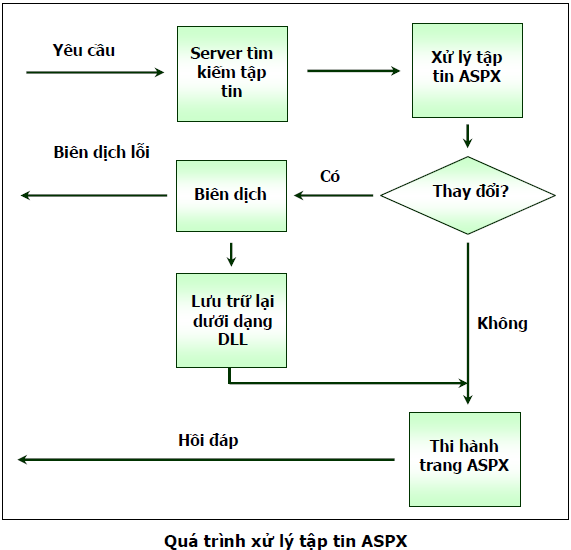 Yêu cầu
Server tìm
kiếm tập
tin
Xử lý tập
tin ASPX
Biên dịch lỗi
Biên dịch
Có
Thay đổi?
Lưu trữ lại
dưới dạng
DLL
Không
Hồi đáp
Thi hành
trang ASPX
Quá trình xử lý tập tin ASPX